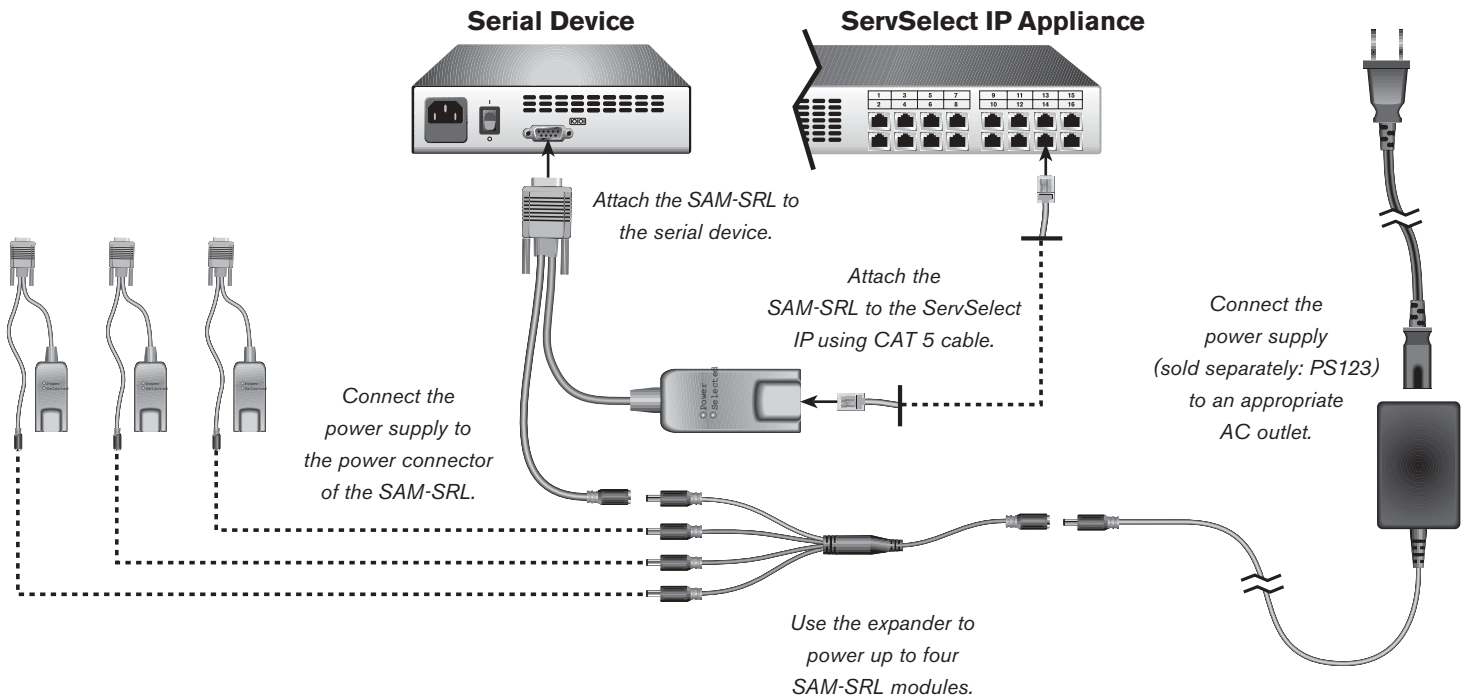 Serial Device
ServSelect IP Appliance
I
O
1 3 5 7 9 11 13 15
2 4 6 8 10 12 14 16
Attach the SAM-SRL to
the serial device.
Attach the
SAM-SRL to the ServSelect
IP using CAT 5 cable.
Connect the
power supply
(sold separately: PS123)
to an appropriate
AC outlet.
Power
Selected
Connect the
power supply to
the power connector
of the SAM-SRL.
Use the expander to
power up to four
SAM-SRL modules.